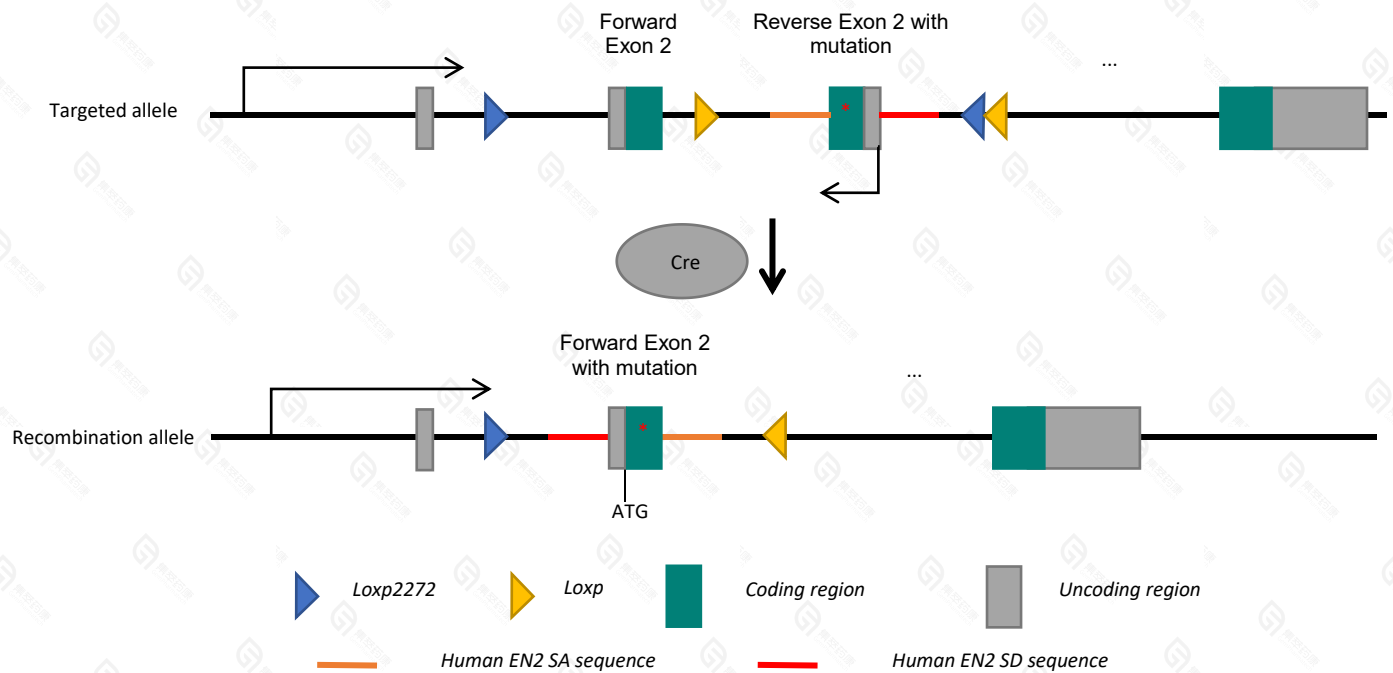 Forward
Exon 2
Reverse Exon 2 with
mutation
...
Targeted allele
*
Cre
Forward Exon 2
with mutation
...
Recombination allele
*
ATG
Loxp2272
Loxp
Coding region
Uncoding region
Human EN2 SA sequence
Human EN2 SD sequence